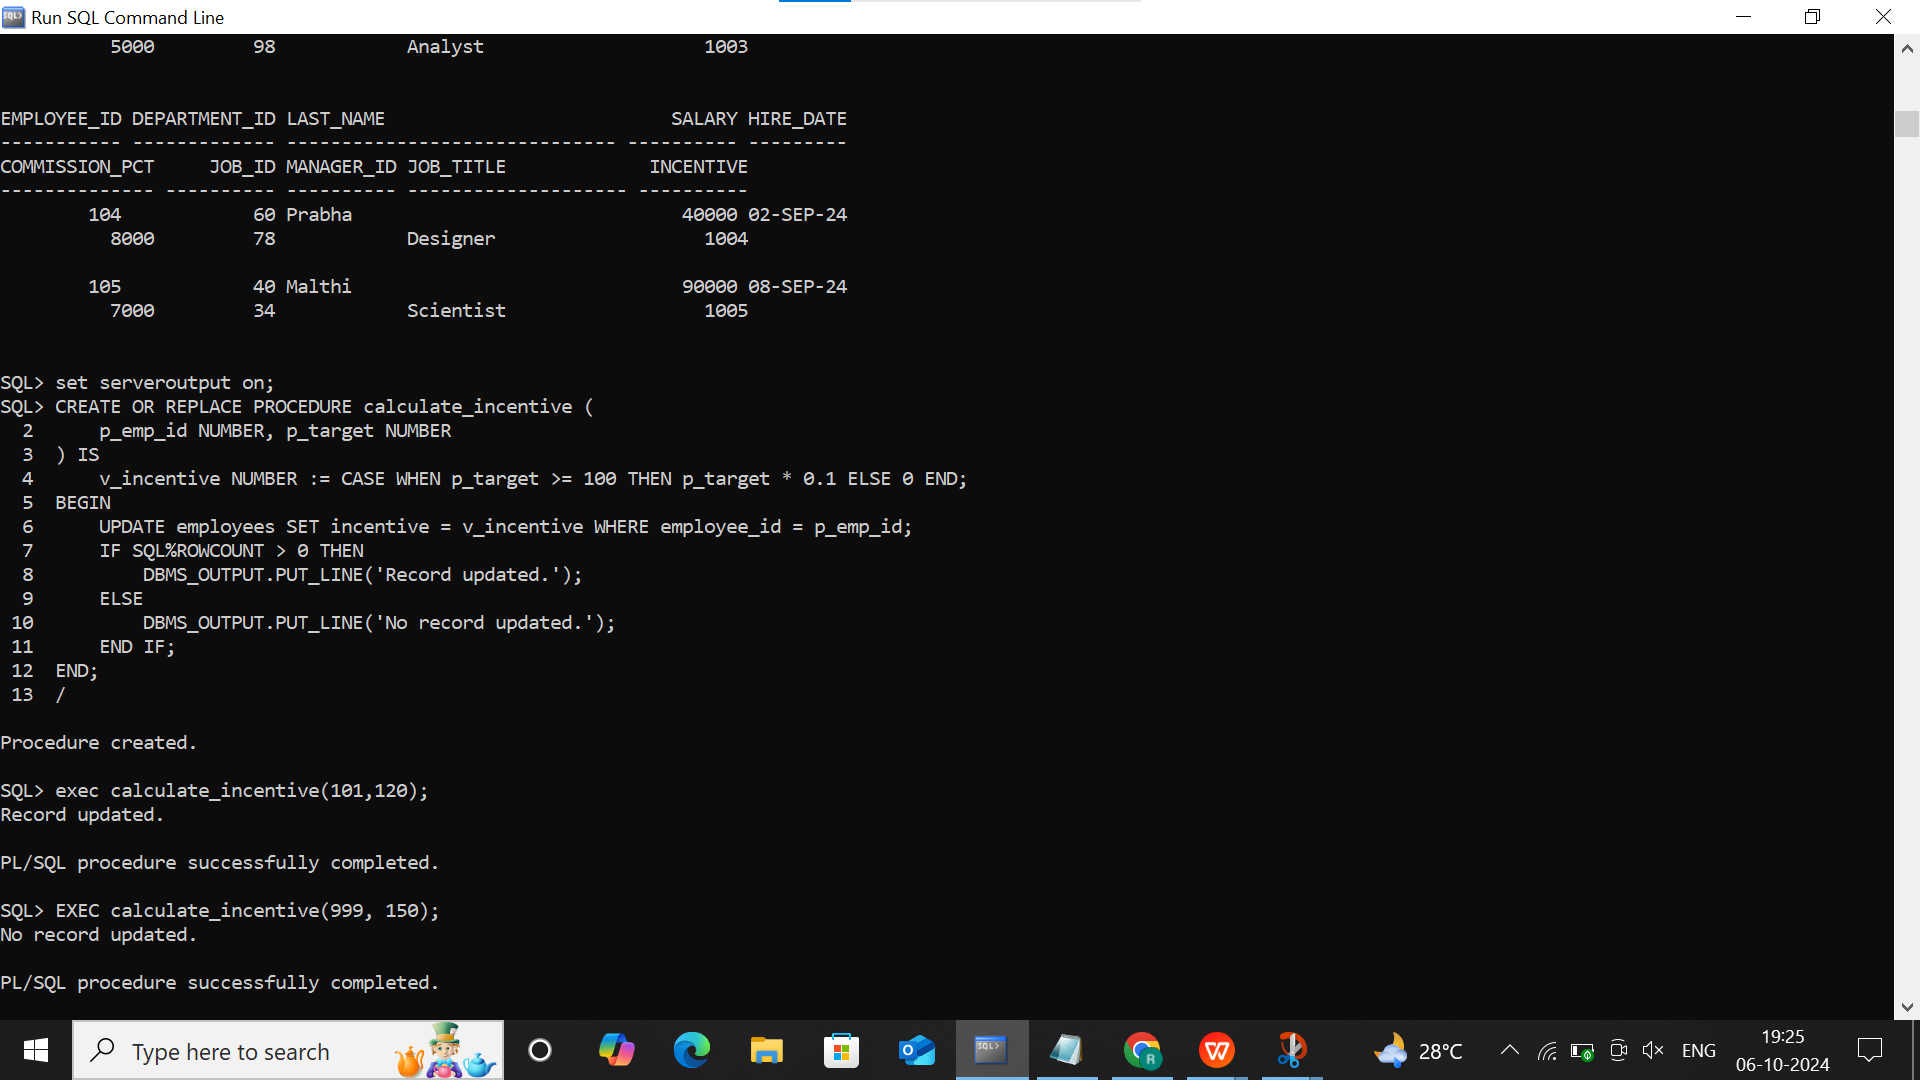 Run SQL Command Line
5000 98 Analyst 1003
EMPLOYEE_ID DEPARTMENT_ID LAST_NAME SALARY HIRE_DATE
----------- ------------- ------------------------------ ---------- ---------
COMMISSION_PCT JOB_ID MANAGER_ID JOB_TITLE INCENTIVE
-------------- ---------- ---------- -------------------- ----------
104 60 Prabha 40000 02-SEP-24
8000 78 Designer 1004
105 40 Malthi 90000 08-SEP-24
7000 34 Scientist 1005
SQL> set serveroutput on;
SQL> CREATE OR REPLACE PROCEDURE calculate_incentive (
2 p_emp_id NUMBER, p_target NUMBER
3 ) IS
4 v_incentive NUMBER := CASE WHEN p_target >= 100 THEN p_target * 0.1 ELSE 0 END;
5 BEGIN
6 UPDATE employees SET incentive = v_incentive WHERE employee_id = p_emp_id;
7 IF SQL%ROWCOUNT > 0 THEN
8 DBMS_OUTPUT.PUT_LINE('Record updated.');
9 ELSE
10 DBMS_OUTPUT.PUT_LINE('No record updated.');
11 END IF;
12 END;
13 /
Procedure created.
SQL> exec calculate_incentive(101,120);
Record updated.
PL/SQL procedure successfully completed.
SQL> EXEC calculate_incentive(999, 150);
No record updated.
PL/SQL procedure successfully completed.
Type here to search
28°C
ENG
19:25
06-10-2024